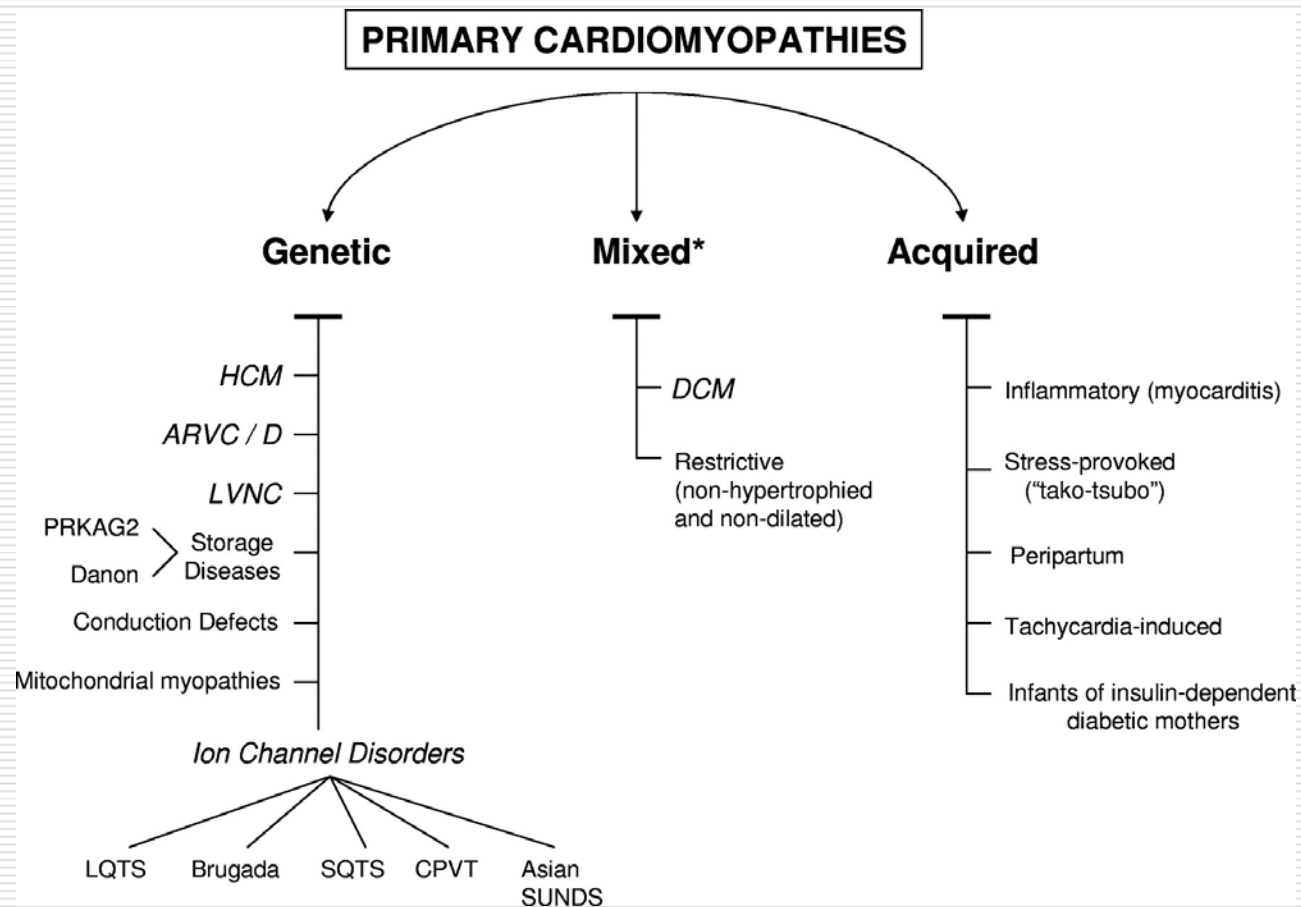 PRIMARY CARDIOMYOPATHIES
Genetic
HCM
ARVC / D
LVNC
PRKAG2
Danon
Storage
Diseases
Conduction Defects
Mitochondrial myopathies
Ion Channel Disorders
LQTS
Brugada
SQTS
CPVT
Asian
SUNDS
Mixed*
DCM
Restrictive
(non-hypertrophied
and non-dilated)
Acquired
Inflammatory (myocarditis)
Stress-provoked
(“tako-tsubo”)
Peripartum
Tachycardia-induced
Infants of insulin-dependent
diabetic mothers